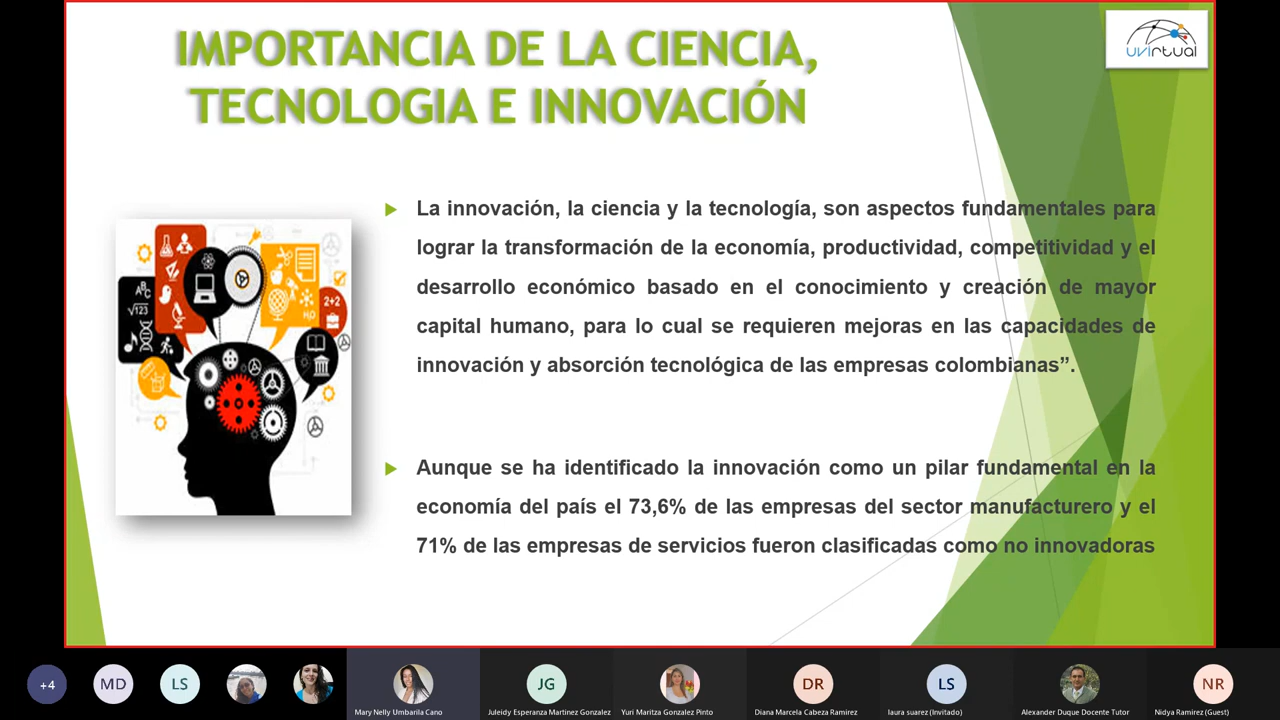 IMPORTANCIA DE LA CIENCIA,
TECNOLOGIA E INNOVACIÓN
uvirtual
La innovación, la ciencia y la tecnología, son aspectos fundamentales para
lograr la transformación de la economía, productividad, competitividad y el
desarrollo económico basado en el conocimiento y creación de mayor
capital humano, para lo cual se requieren mejoras en las capacidades de
innovación y absorción tecnológica de las empresas colombianas”.
Aunque se ha identificado la innovación como un pilar fundamental en la
economía del país el 73,6% de las empresas del sector manufacturero y el
71% de las empresas de servicios fueron clasificadas como no innovadoras
ABC
√123
2+2
H₂O
+4
MD
LS
JG
DR
LS
NR
Mary Nelly Umbarila Cano
Juleidy Esperanza Martinez Gonzalez
Yuri Maritza Gonzalez Pinto
Diana Marcela Cabeza Ramirez
laura suarez (Invitado)
Alexander Duque Docente Tutor
Nidya Ramirez (Guest)